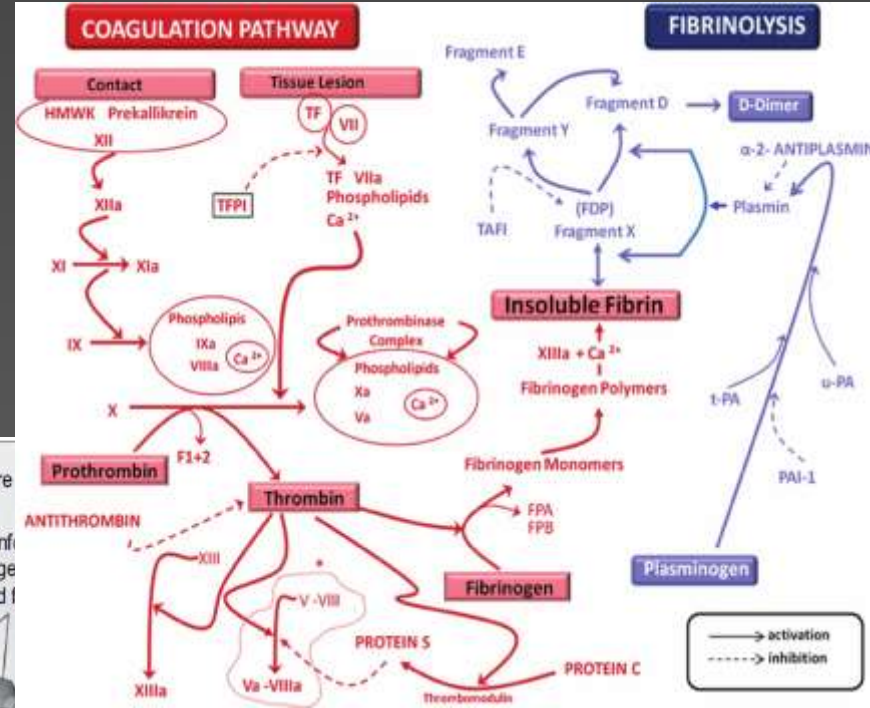 COAGULATION PATHWAY
Contact
HMWK Prekallikrein
XII
XIIa
XI
XIa
IX
Phospholipis
IXa
VIIIa
Ca 2+
Tissue Lesion
TF
VII
TFPI
TF VIIa
Phospholipids
Ca 2+
Prothrombinase
Complex
Phospholipids
Xa
Va
Ca 2+
X
Prothrombin
F1+2
Thrombin
ANTITHROMBIN
XIII
XIIIa
*
V -VIII
Va -VIIIa
PROTEIN S
PROTEIN C
Thrombomodulin
Fibrinogen
FPA
FPB
Fibrinogen Monomers
Fibrinogen Polymers
XIIIa + Ca 2+
Insoluble Fibrin
FIBRINOLYSIS
Fragment E
Fragment Y
Fragment D
D-Dimer
(FDP)
Fragment X
TAFI
α-2- ANTIPLASMIN
Plasmin
t-PA
u-PA
PAI-1
Plasminogen
activation
inhibition